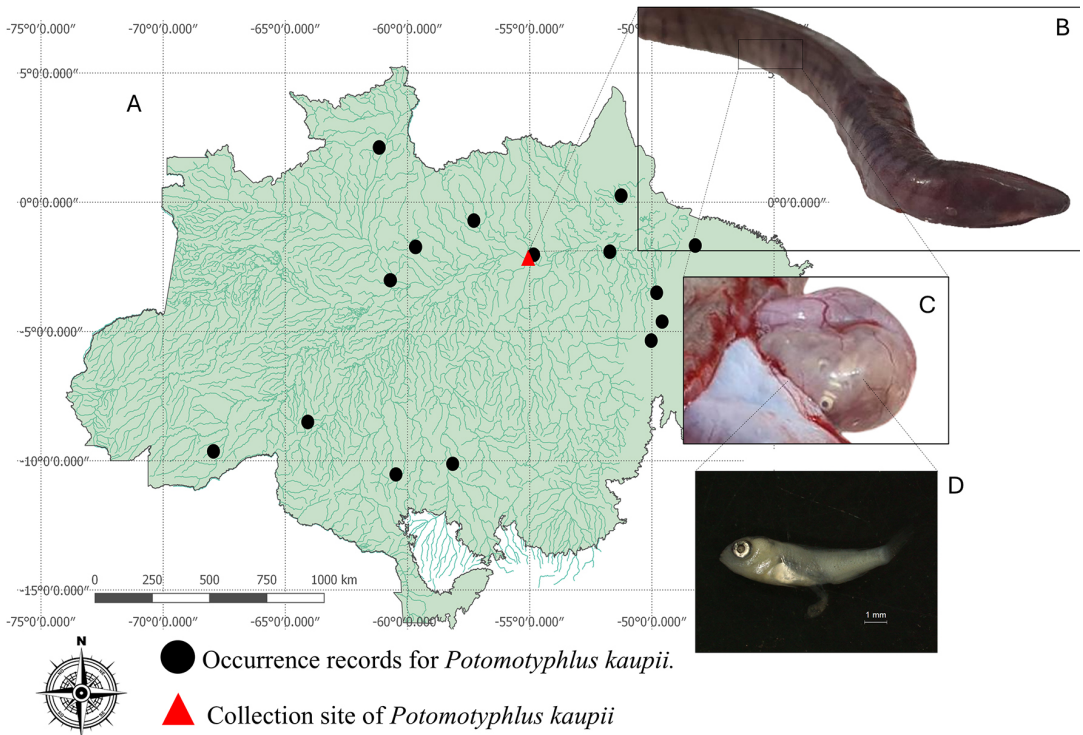 -75°0'0.000″ -70°0'0.000″ -65°0'0.000″ -60°0'0.000″ -55°0'0.000″ -50°
B
5°0'0.000″
5
A
0°0'0.000″ 0°0'0.000″
C
-5°0'0.000″
-10°0'0.000″
D
0 250 500 750 1000 km
-15°0'0.000″
1 mm
-75°0'0.000″ -70°0'0.000″ -65°0'0.000″ -60°0'0.000″ -55°0'0.000″ -50°0'0.000″
N
Occurrence records for Potomotyphlus kaupii.
Collection site of Potomotyphlus kaupii